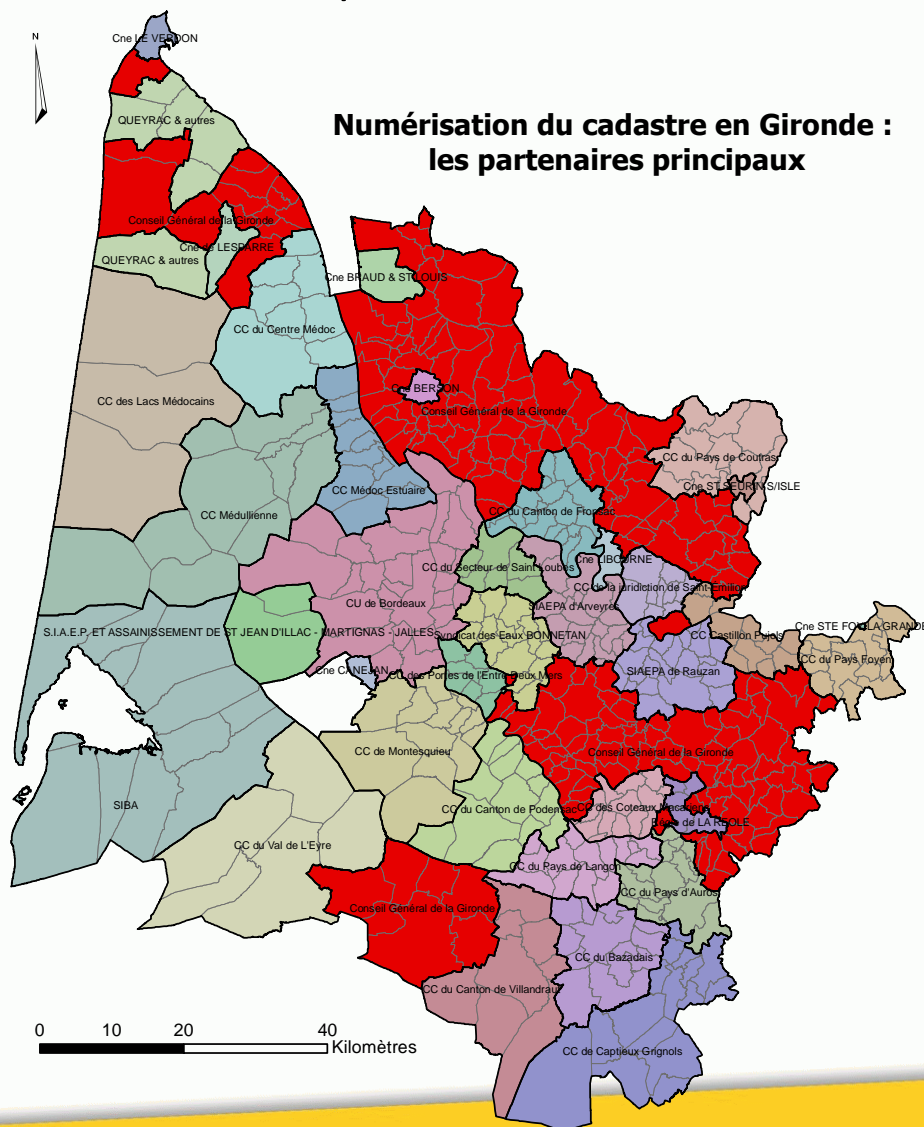 Cne LE VERDON
N
QUEYRAC & autres
Numérisation du cadastre en Gironde :
les partenaires principaux
Conseil Général de la Gironde
Cne de LESPARRE
QUEYRAC & autres
Cne BRAUD & ST LOUIS
CC du Centre Médoc
Cne BERSON
CC des Lacs Médocains
Conseil Général de la Gironde
CC du Pays de Coutras
Cne ST SEURIN S/ISLE
CC Médoc Estuaire
CC Médullienne
CC du Canton de Fronsac
Cne LIBOURNE
CC du Secteur de Saint Loubès
CC de la juridiction de Saint-Emilion
SIAEPA d'Arveyres
Cne STE FOY LA GRANDE
S.I.A.E.P. ET ASSAINISSEMENT DE ST JEAN D'ILLAC - MARTIGNAS - JALLES
CU de Bordeaux
Syndicat des Eaux BONNETAN
CC Castillon Pujols
CC du Pays Foyen
Cne CANEJAN
CC des Portes de l'Entre Deux Mers
SIAEPA de Rauzan
CC de Montesquieu
Conseil Général de la Gironde
SIBA
CC du Canton de Podensac
CC des Coteaux Macariens
Régie de LA REOLE
CC du Val de L'Eyre
CC du Pays de Langon
CC du Pays d'Auros
Conseil Général de la Gironde
CC du Bazadais
CC du Canton de Villandraut
0 10 20 40
Kilomètres
CC de Captieux Grignols